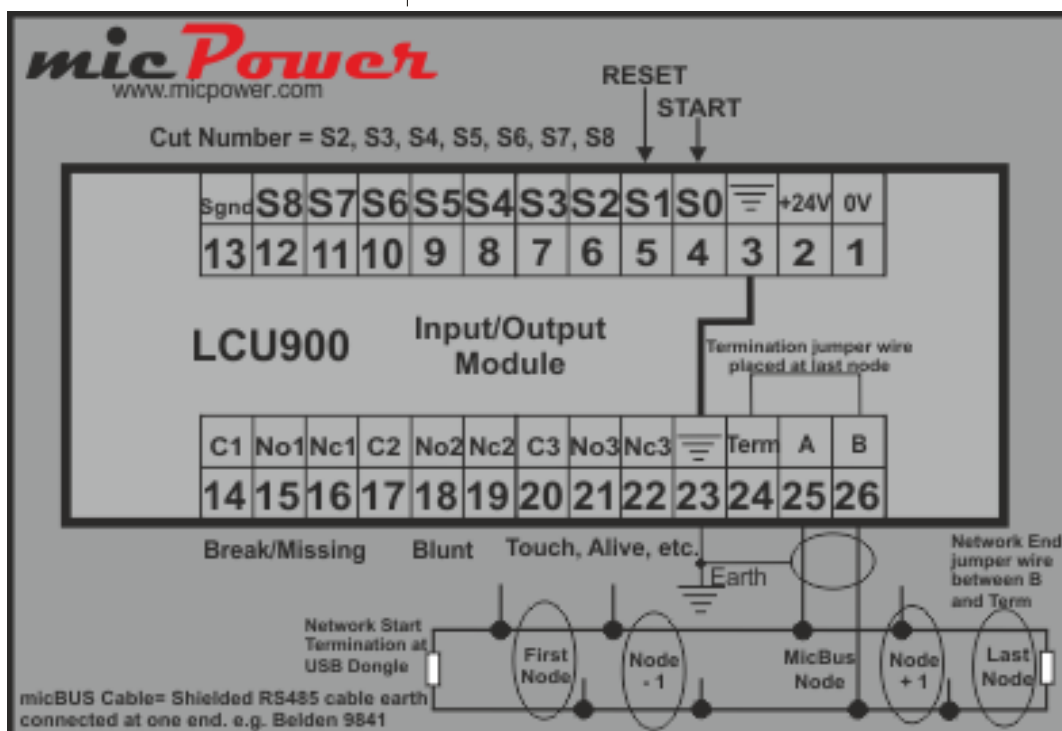 mic Power
www.micpower.com
RESET
START
Cut Number = S2, S3, S4, S5, S6, S7, S8
Sgnd S8 S7 S6 S5 S4 S3 S2 S1 S0 +24V 0V
13 12 11 10 9 8 7 6 5 4 3 2 1
LCU900
Input/Output
Module
Termination jumper wire
placed at last node
C1 No1 Nc1 C2 No2 Nc2 C3 No3 Nc3 Term A B
14 15 16 17 18 19 20 21 22 23 24 25 26
Break/Missing Blunt Touch, Alive, etc.
Earth
Network End
jumper wire
between B
and Term
Network Start
Termination at
USB Dongle
First
Node
Node
- 1
MicBus
Node
Node
+ 1
Last
Node
micBUS Cable= Shielded RS485 cable earth
connected at one end. e.g. Belden 9841